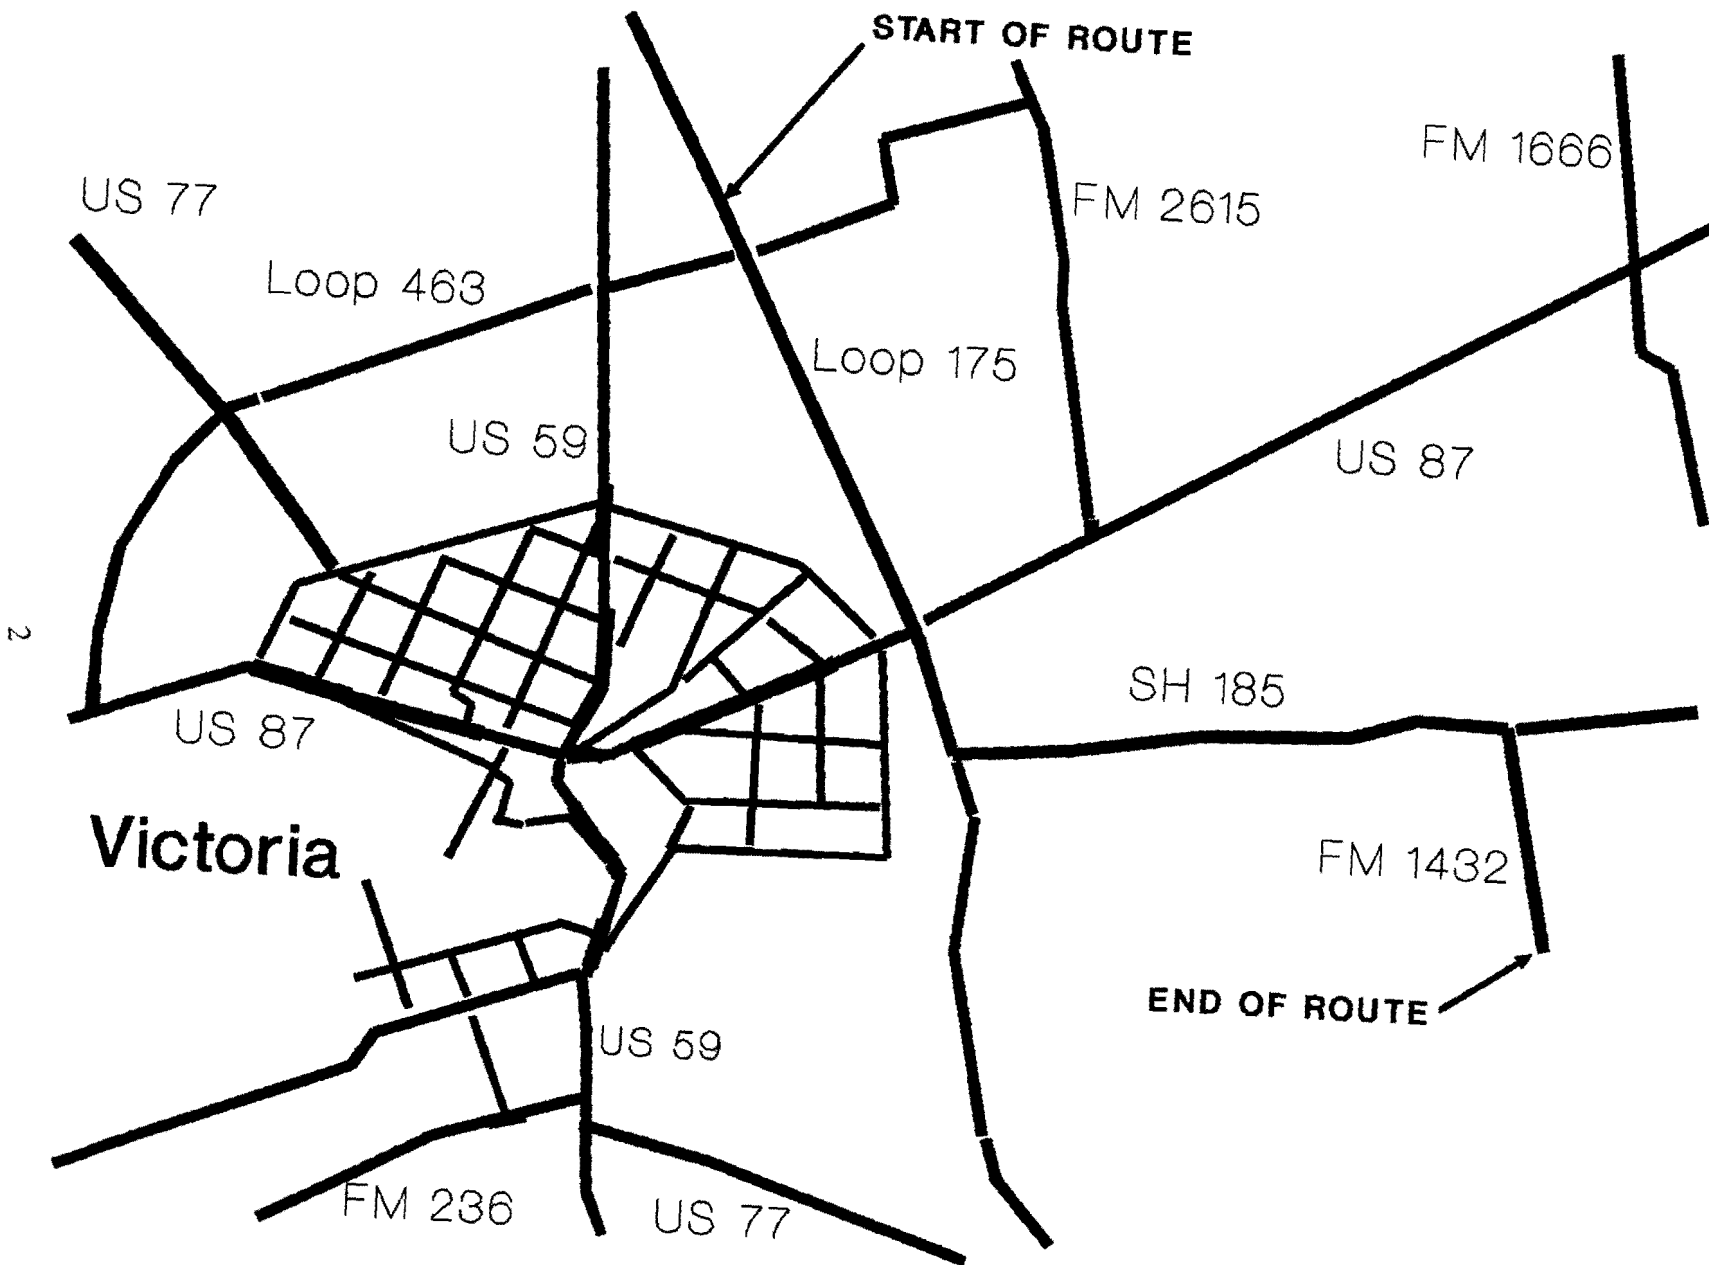 START OF ROUTE
FM 1666
US 77
FM 2615
Loop 463
Loop 175
US 59
US 87
2
SH 185
US 87
Victoria
FM 1432
END OF ROUTE
US 59
FM 236
US 77